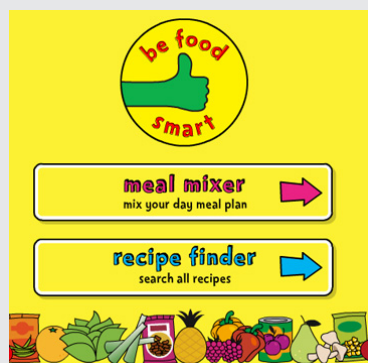 be food
smart
meal mixer
mix your day meal plan
recipe finder
search all recipes